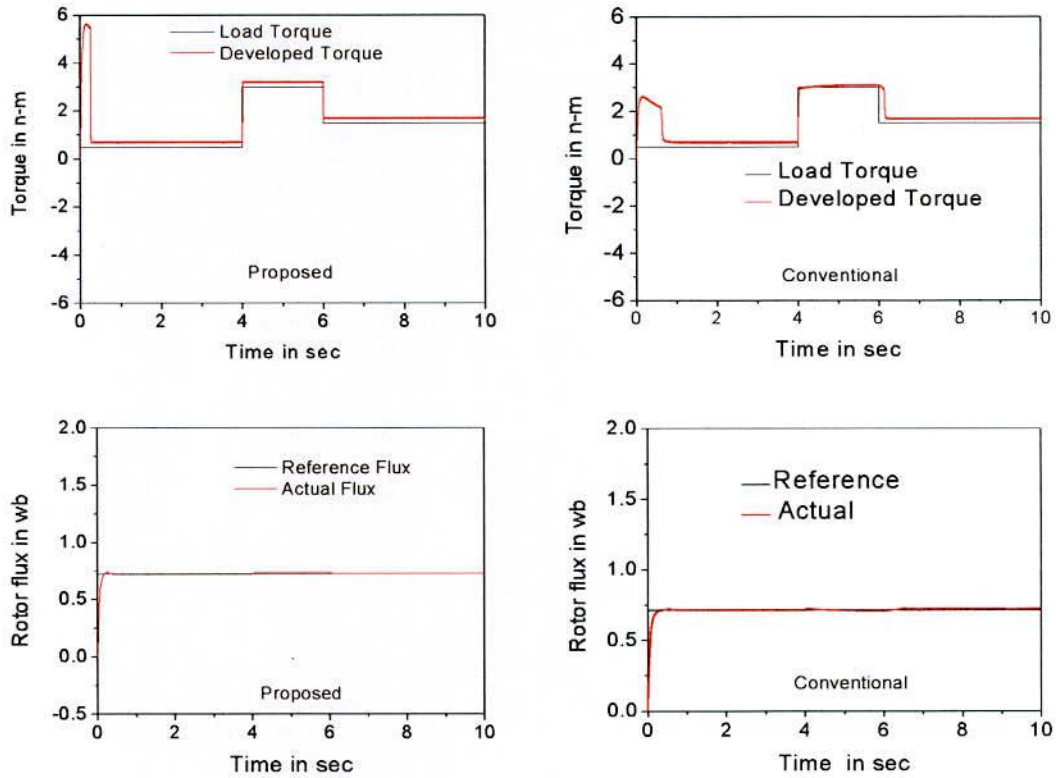 6
4
2
0
-2
-4
-6
Torque in n-m
Load Torque
Developed Torque
Proposed
0
2
4
6
8
10
Time in sec
6
4
2
0
-2
-4
-6
Torque in n-m
Load Torque
Developed Torque
Conventional
0
2
4
6
8
10
Time in sec
2.0
1.5
1.0
0.5
0.0
-0.5
Rotor flux in wb
Reference Flux
Actual Flux
Proposed
0
2
4
6
8
10
Time in sec
2.0
1.5
1.0
0.5
0.0
Rotor flux in wb
Reference
Actual
Conventional
0
2
4
6
8
10
Time in sec